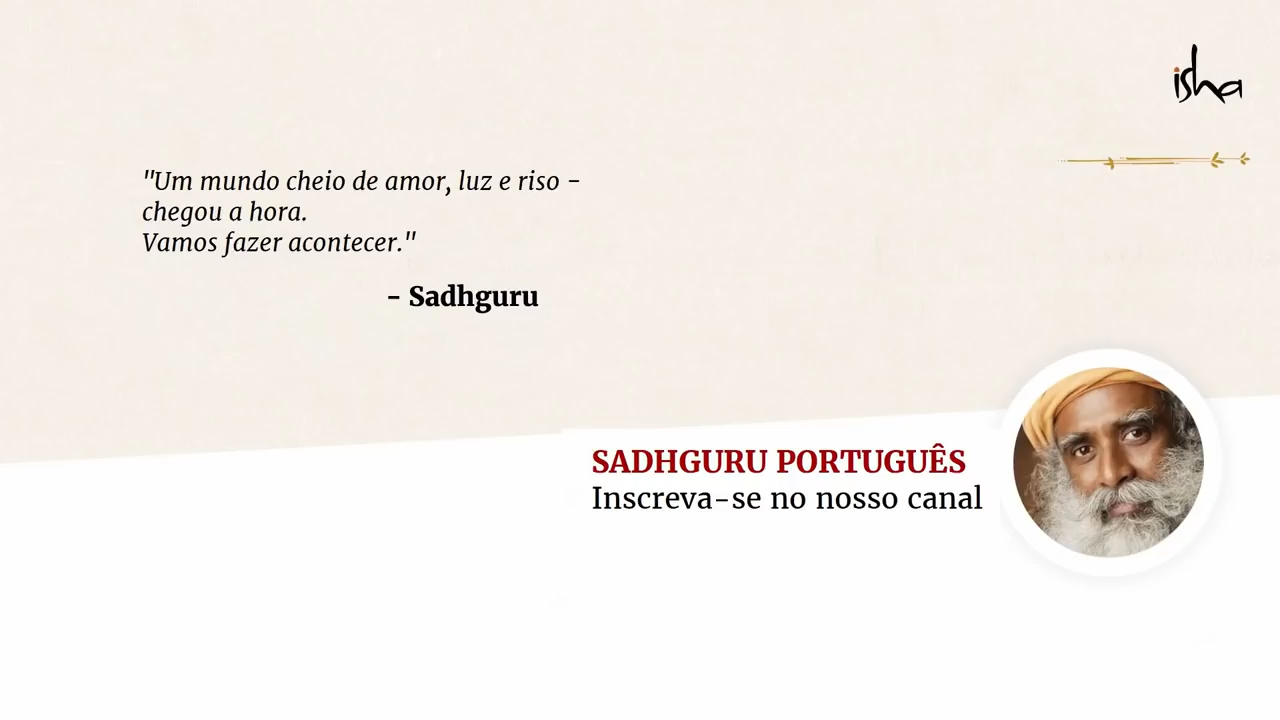 isha
"Um mundo cheio de amor, luz e riso –
chegou a hora.
Vamos fazer acontecer."
– Sadhguru
SADHGURU PORTUGUÊS
Inscreva-se no nosso canal